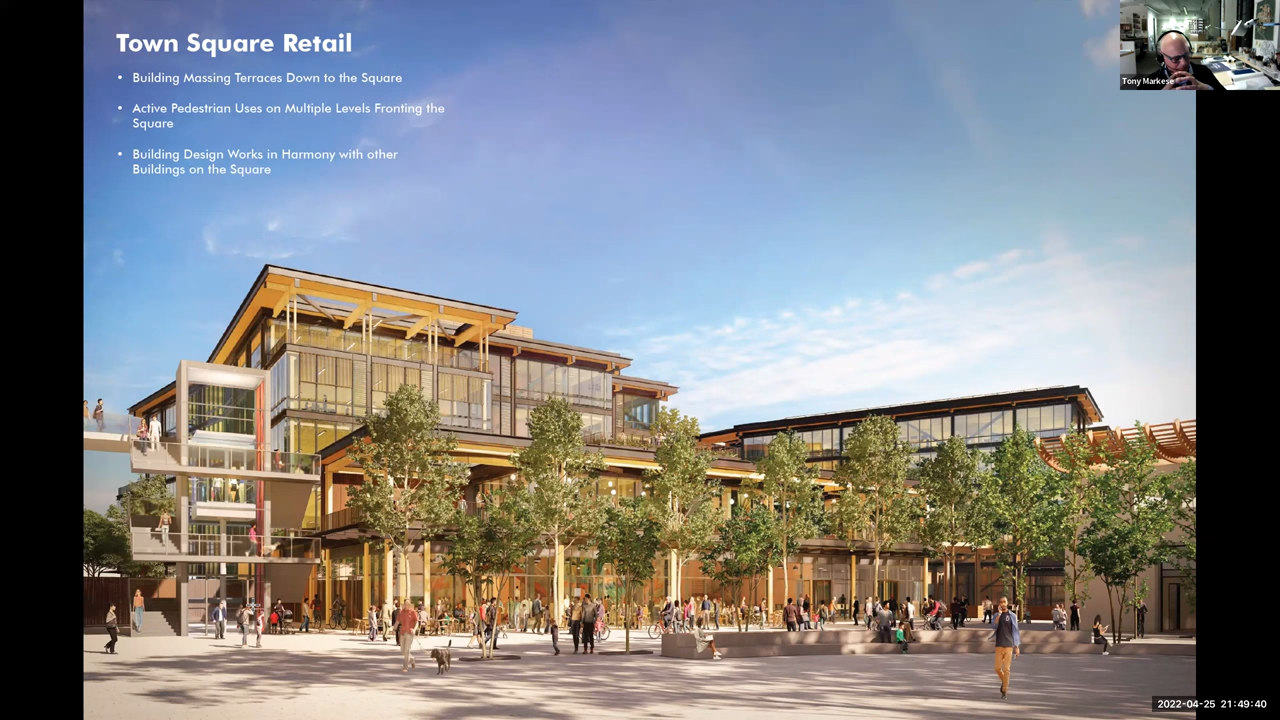 Town Square Retail
• Building Massing Terraces Down to the Square
• Active Pedestrian Uses on Multiple Levels Fronting the
Square
• Building Design Works in Harmony with other
Buildings on the Square
Tony Markese
2022-04-25 21:49:40